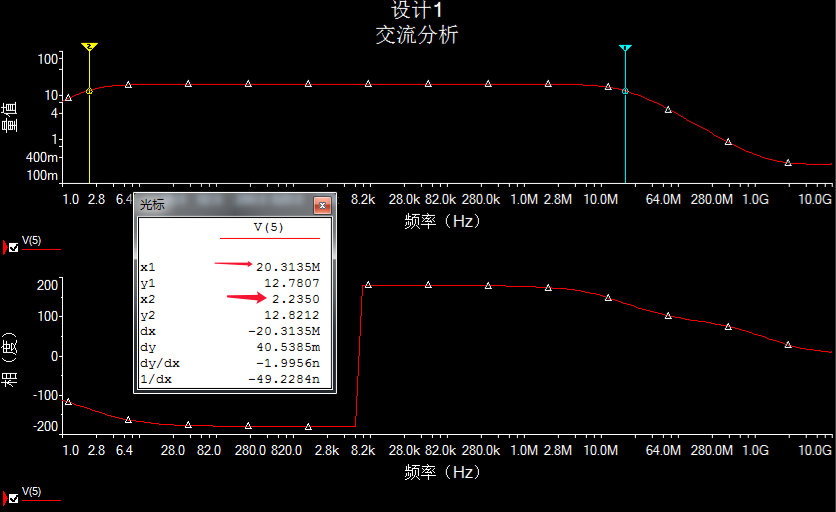 设计1
交流分析
100
10
4
1
400m
100m
量值
1.0 2.8 6.4 8.2k 28.0k 82.0k 280.0k 1.0M 2.8M 10.0M 64.0M 280.0M 1.0G 10.0G
频率（Hz）
V(5)
光标
V(5)
x1 20.3135M
y1 12.7807
x2 2.2350
y2 12.8212
dx -20.3135M
dy 40.5385m
dy/dx -1.9956n
1/dx -49.2284n
200
100
0
-100
-200
相（度）
1.0 2.8 6.4 28.0 82.0 280.0 820.0 2.8k 8.2k 28.0k 82.0k 280.0k 1.0M 2.8M 10.0M 64.0M 280.0M 1.0G 10.0G
频率（Hz）
V(5)